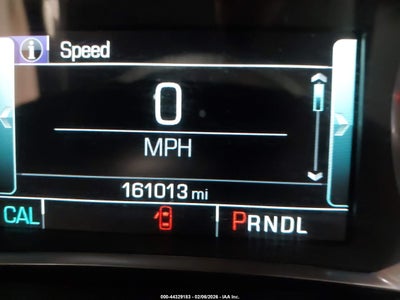 Speed
0
MPH
161013 mi
CAL
PRNDL
000-44329183 - 02/06/2026 - IAA Inc.